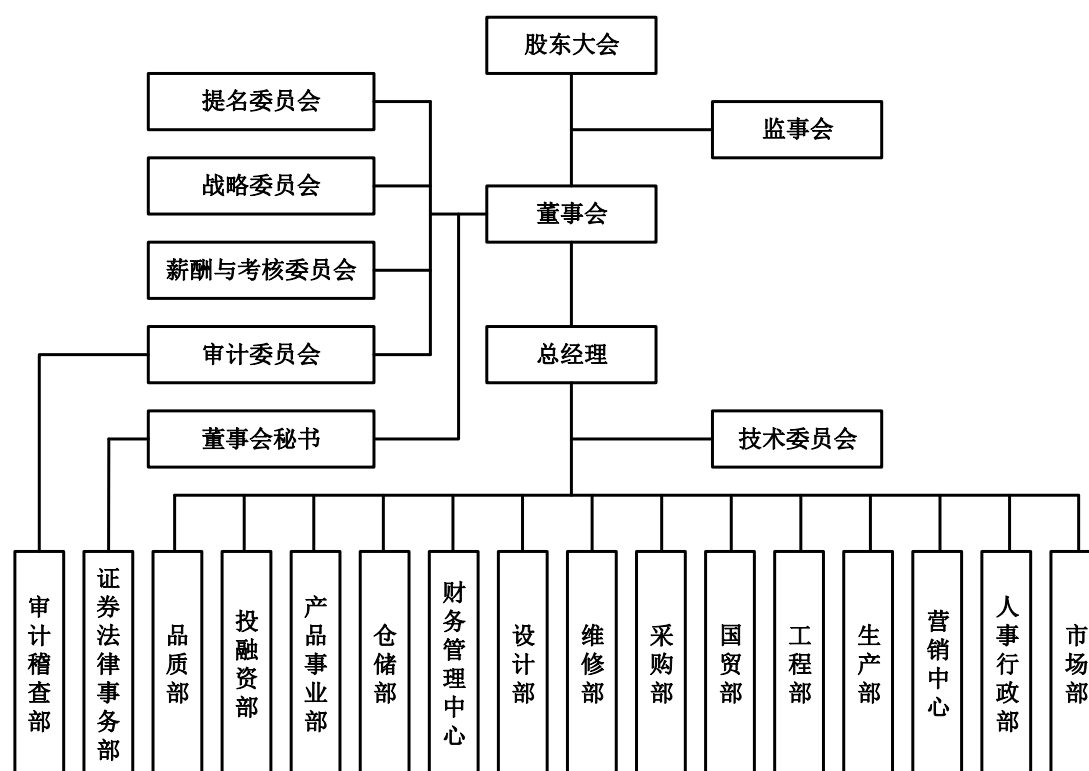 股东大会
提名委员会
监事会
战略委员会
董事会
薪酬与考核委员会
审计委员会
总经理
董事会秘书
技术委员会
审计稽查部
证券法律事务部
品质部
投融资部
产品事业部
仓储部
财务管理中心
设计部
维修部
采购部
国贸部
工程部
生产部
营销中心
人事行政部
市场部